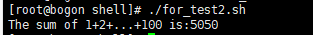 [root@bogon shell]# ./for_test2.sh
The sum of 1+2+...+100 is:5050